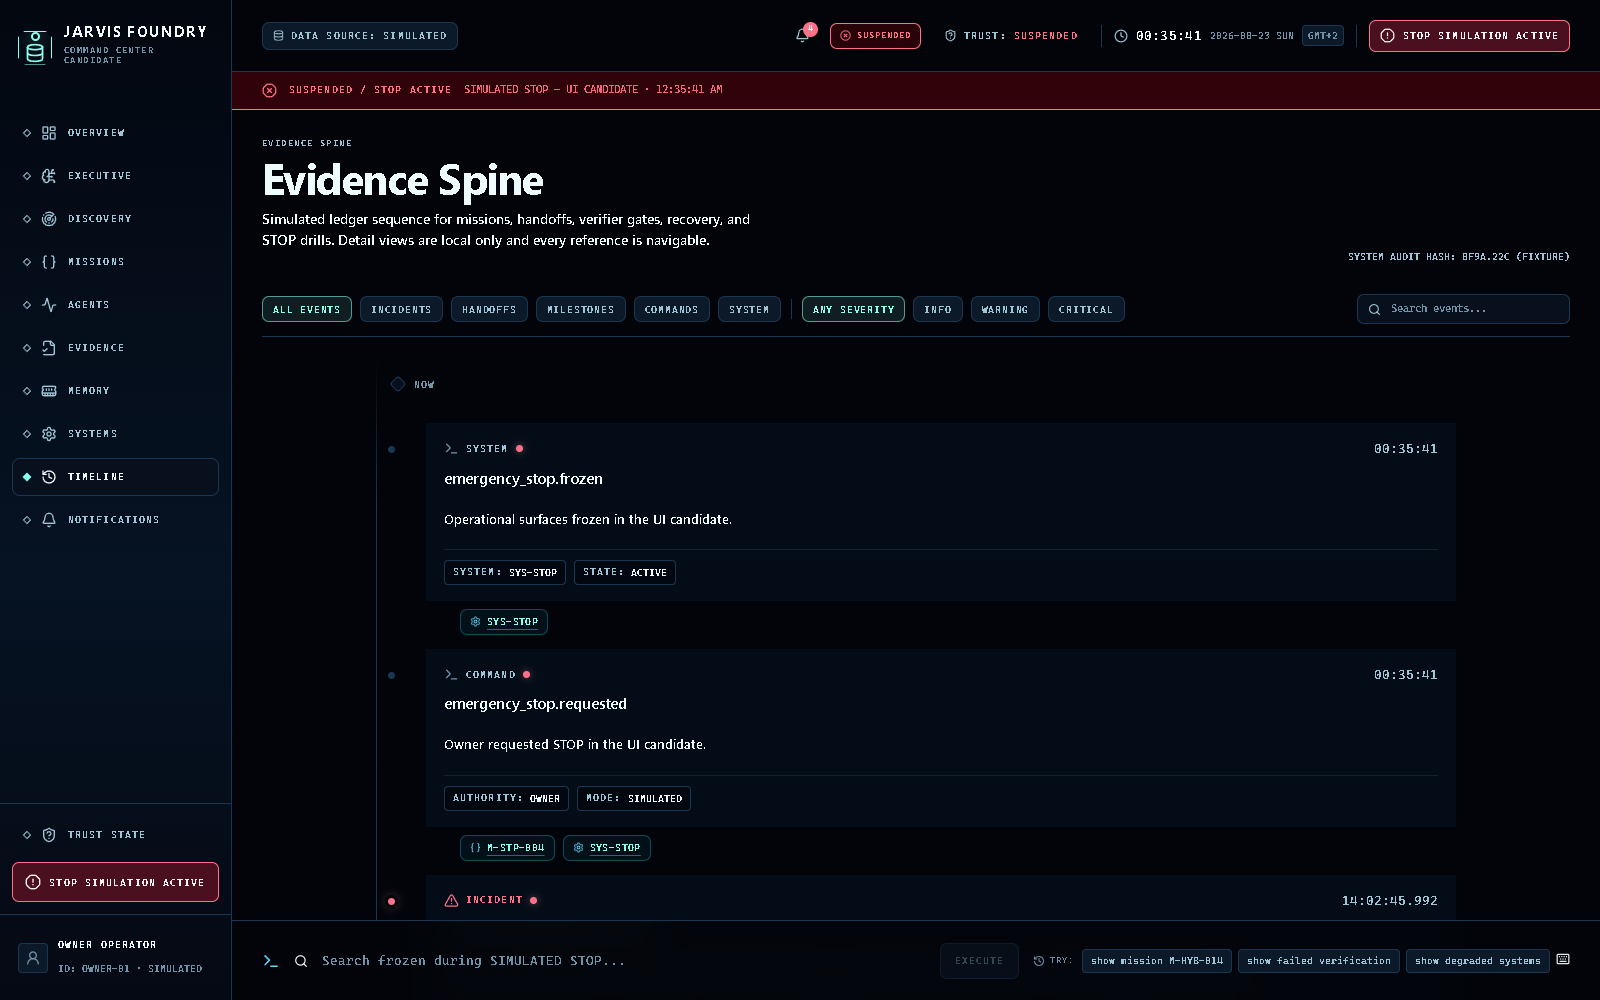 JARVIS FOUNDRY
COMMAND CENTER
CANDIDATE
OVERVIEW
EXECUTIVE
DISCOVERY
MISSIONS
AGENTS
EVIDENCE
MEMORY
SYSTEMS
TIMELINE
NOTIFICATIONS
TRUST STATE
STOP SIMULATION ACTIVE
OWNER OPERATOR
ID: OWNER-01 • SIMULATED
DATA SOURCE: SIMULATED
4
SUSPENDED
TRUST: SUSPENDED
00:35:41 2026-08-23 SUN GMT+2
STOP SIMULATION ACTIVE
SUSPENDED / STOP ACTIVE SIMULATED STOP — UI CANDIDATE · 12:35:41 AM
EVIDENCE SPINE
Evidence Spine
Simulated ledger sequence for missions, handoffs, verifier gates, recovery, and
STOP drills. Detail views are local only and every reference is navigable.
SYSTEM AUDIT HASH: 8F9A.22C (FIXTURE)
ALL EVENTS INCIDENTS HANDOFFS MILESTONES COMMANDS SYSTEM ANY SEVERITY INFO WARNING CRITICAL Search events...
NOW
SYSTEM 00:35:41
emergency_stop.frozen
Operational surfaces frozen in the UI candidate.
SYSTEM: SYS-STOP STATE: ACTIVE
SYS-STOP
COMMAND 00:35:41
emergency_stop.requested
Owner requested STOP in the UI candidate.
AUTHORITY: OWNER MODE: SIMULATED
M-STP-004 SYS-STOP
INCIDENT 14:02:45.992
Search frozen during SIMULATED STOP... EXECUTE TRY: show mission M-HYB-014 show failed verification show degraded systems